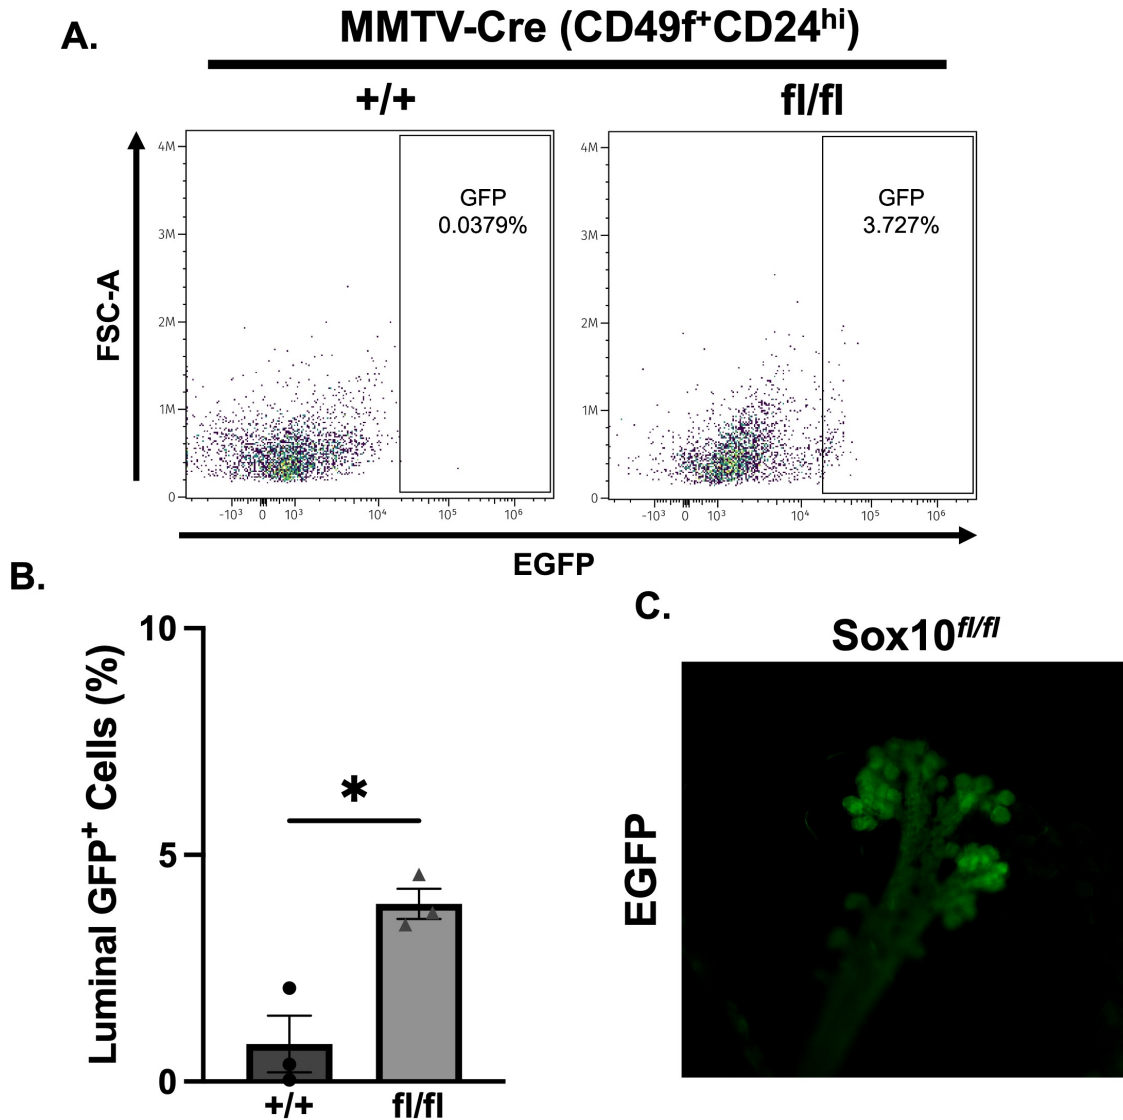 A.
MMTV-Cre (CD49f⁺CD24ʰⁱ)
+/+
fl/fl
FSC-A
4M
3M
2M
1M
0
GFP
0.0379%
-10³ 0 10³ 10⁴ 10⁵ 10⁶
4M
3M
2M
1M
0
GFP
3.727%
-10³ 0 10³ 10⁴ 10⁵ 10⁶
EGFP
B.
Luminal GFP⁺ Cells (%)
10
5
0
*
+/+
fl/fl
C.
Sox10fl/fl
EGFP